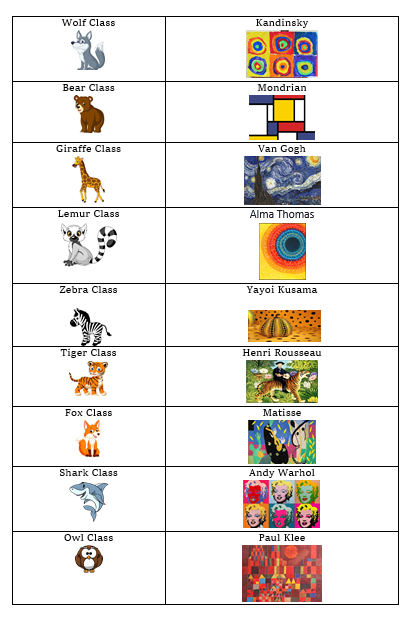 Wolf Class
Kandinsky
Bear Class
Mondrian
Giraffe Class
Van Gogh
Lemur Class
Alma Thomas
Zebra Class
Yayoi Kusama
Tiger Class
Henri Rousseau
Fox Class
Matisse
Shark Class
Andy Warhol
Owl Class
Paul Klee